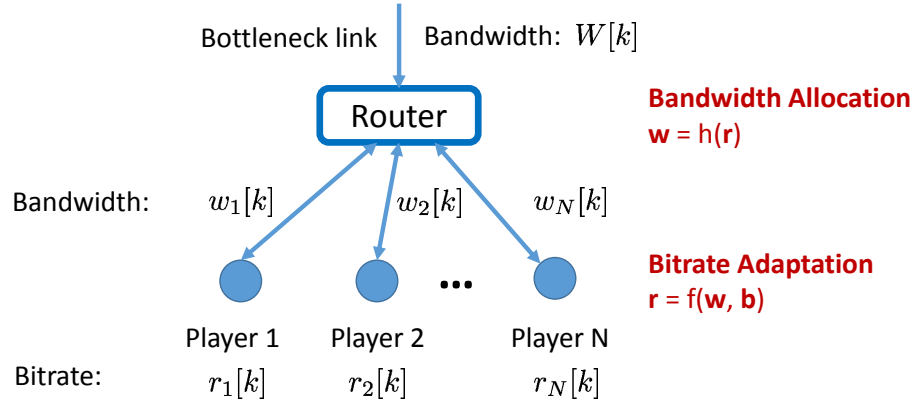 Bottleneck link Bandwidth: W[k]
Router
Bandwidth Allocation
w = h(r)
Bandwidth: w_1[k] w_2[k] w_N[k]
...
Bitrate Adaptation
r = f(w, b)
Player 1 Player 2 Player N
Bitrate: r_1[k] r_2[k] r_N[k]